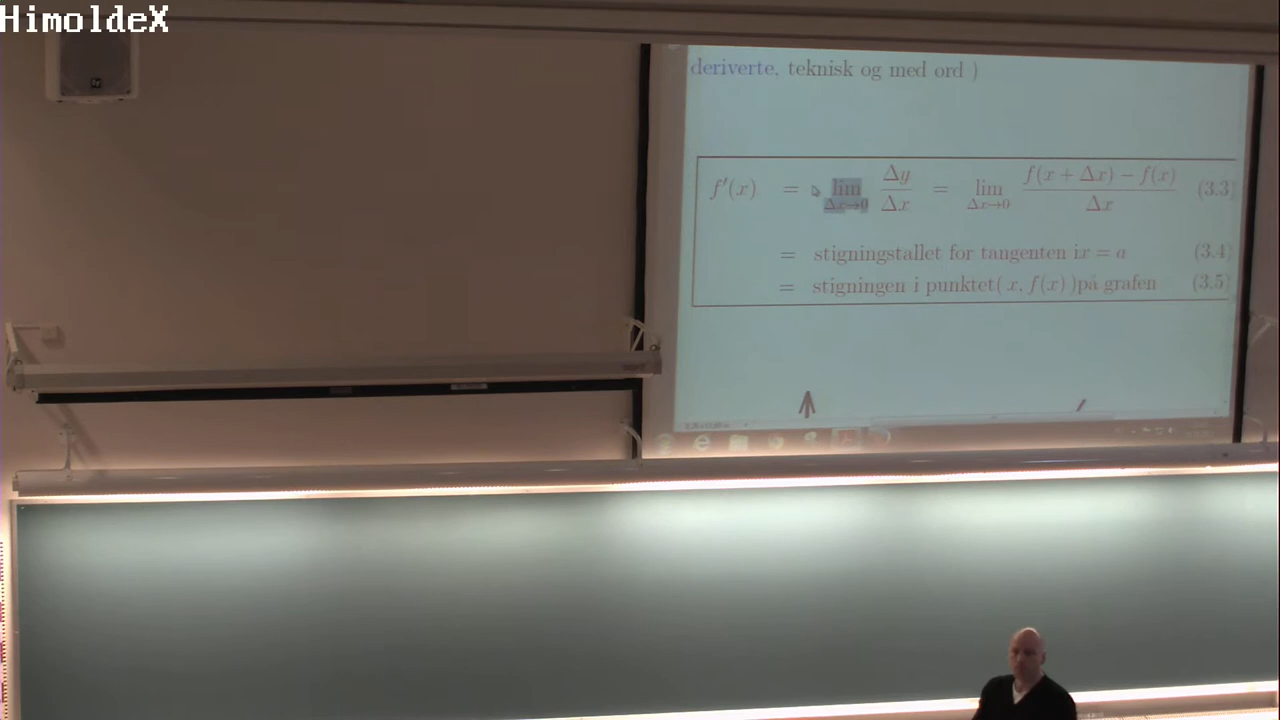 HimoldeX
deriverte, teknisk og med ord )
f′(x) = lim Δx→0 Δy/Δx = lim Δx→0 f(x + Δx) − f(x)/Δx (3.3)
= stigningstallet for tangenten ix = a (3.4)
= stigningen i punktet( x, f(x) )på grafen (3.5)